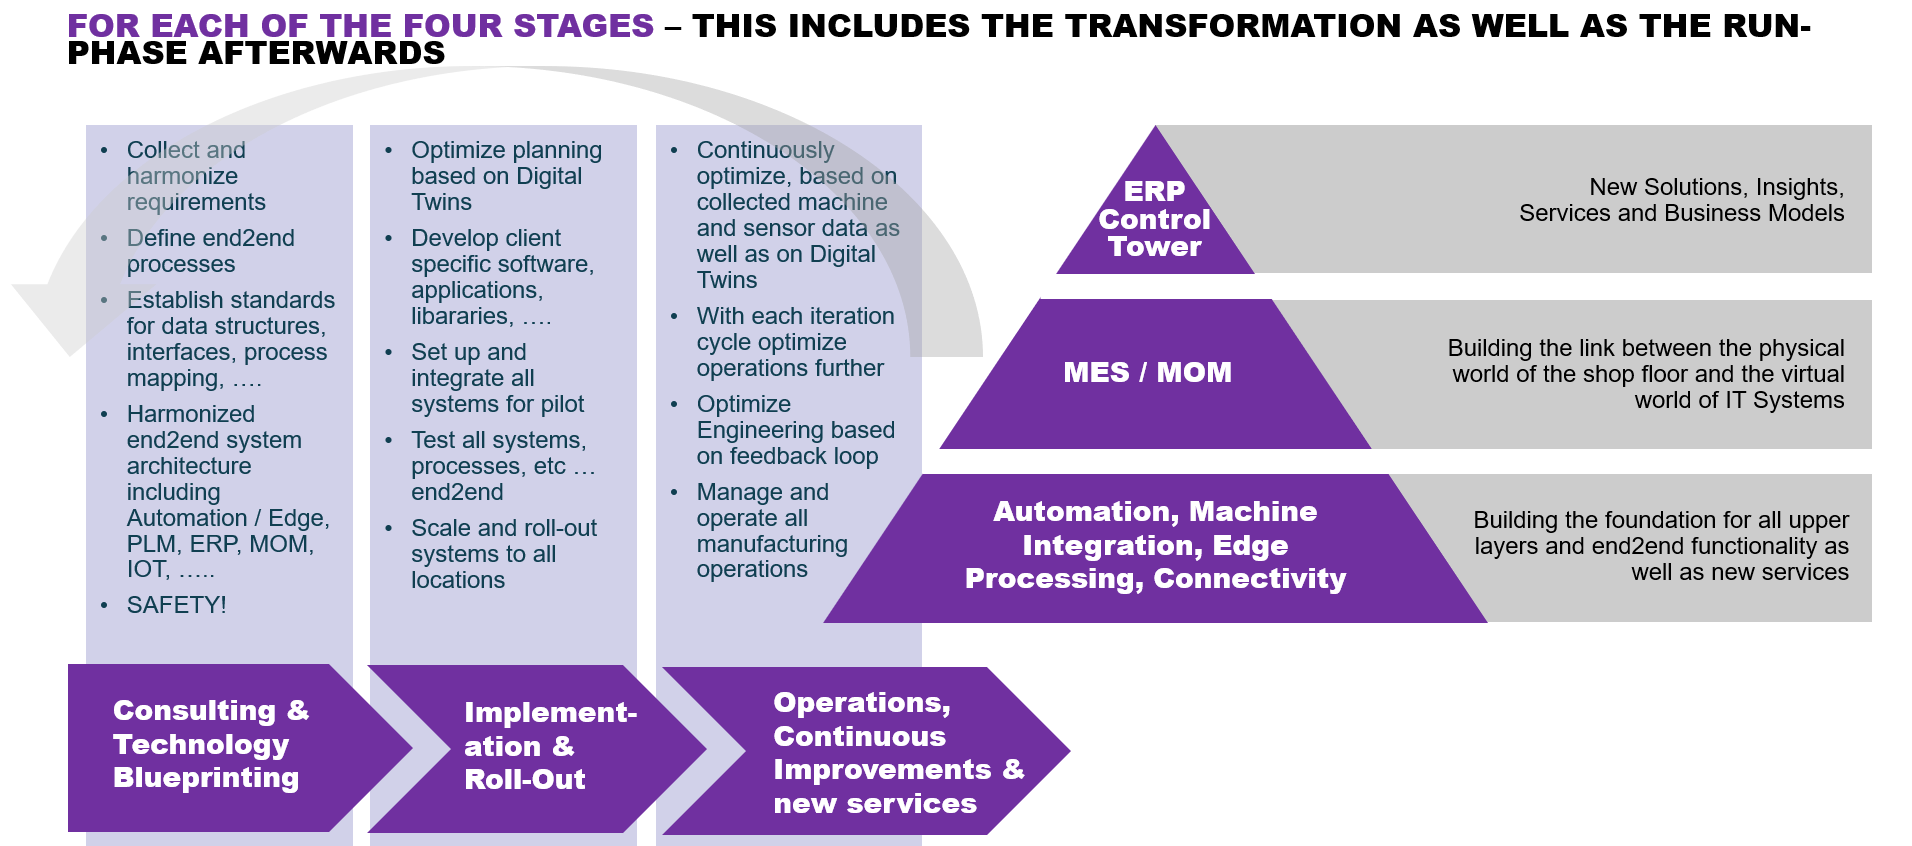 FOR EACH OF THE FOUR STAGES – THIS INCLUDES THE TRANSFORMATION AS WELL AS THE RUN-
PHASE AFTERWARDS
• Collect and
harmonize
requirements
• Define end2end
processes
• Establish standards
for data structures,
interfaces, process
mapping, ….
• Harmonized
end2end system
architecture
including
Automation / Edge,
PLM, ERP, MOM,
IOT, …..
• SAFETY!
Consulting &
Technology
Blueprinting
• Optimize planning
based on Digital
Twins
• Develop client
specific software,
applications,
libararies, ….
• Set up and
integrate all
systems for pilot
• Test all systems,
processes, etc …
end2end
• Scale and roll-out
systems to all
locations
Implement-
ation &
Roll-Out
• Continuously
optimize, based on
collected machine
and sensor data as
well as on Digital
Twins
• With each iteration
cycle optimize
operations further
• Optimize
Engineering based
on feedback loop
• Manage and
operate all
manufacturing
operations
Operations,
Continuous
Improvements &
new services
ERP
Control
Tower
New Solutions, Insights,
Services and Business Models
MES / MOM
Building the link between the physical
world of the shop floor and the virtual
world of IT Systems
Automation, Machine
Integration, Edge
Processing, Connectivity
Building the foundation for all upper
layers and end2end functionality as
well as new services